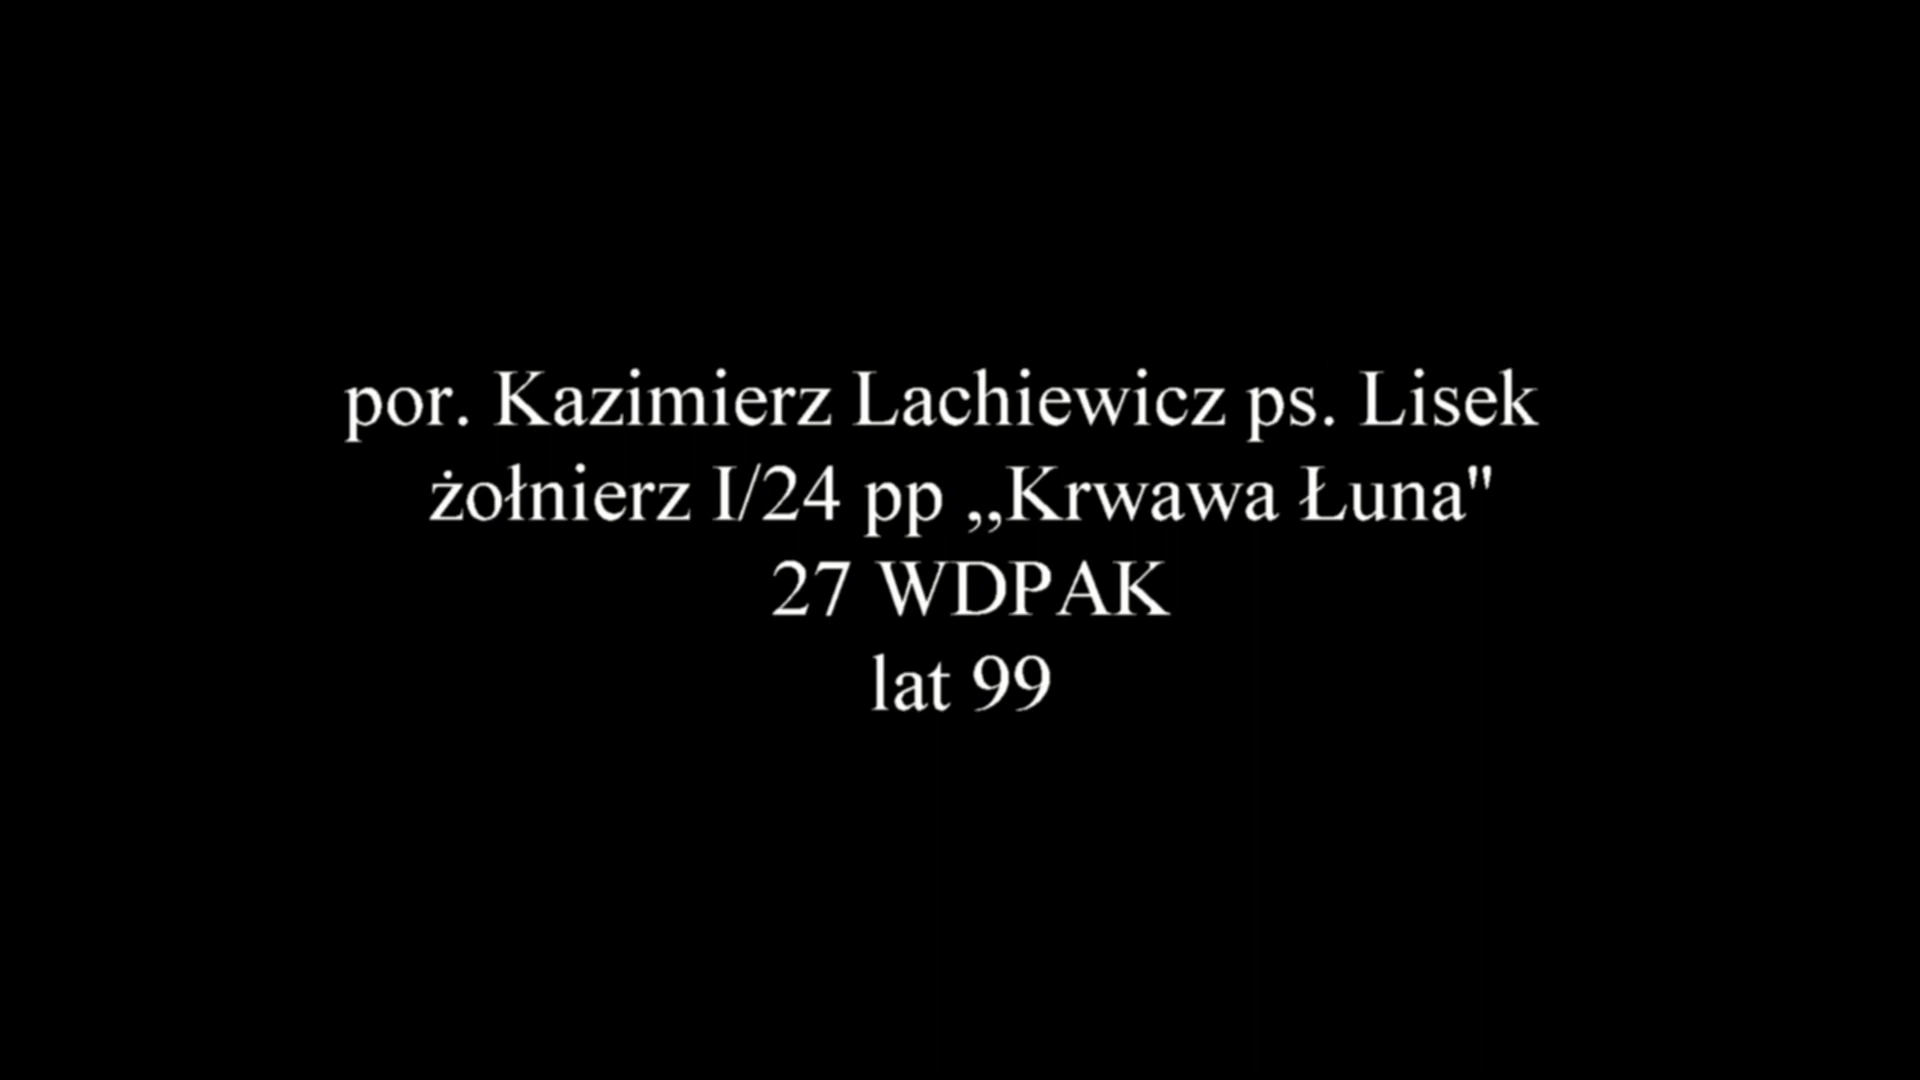 por. Kazimierz Lachiewicz ps. Lisek
żołnierz I/24 pp ,,Krwawa Łuna"
27 WDPAK
lat 99